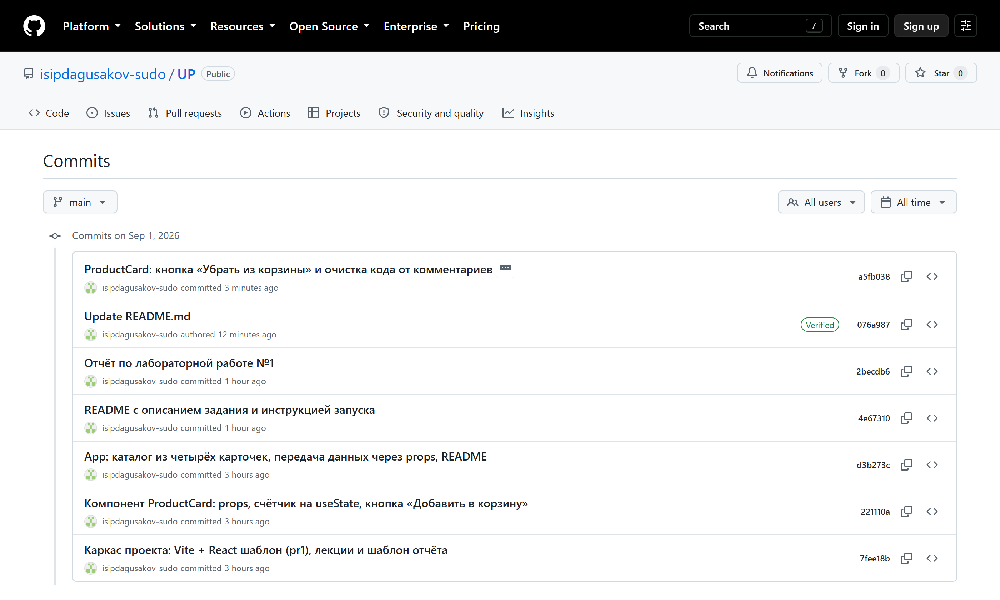 Platform Solutions Resources Open Source Enterprise Pricing Search / Sign in Sign up
isipdagusakov-sudo / UP Public Notifications Fork 0 Star 0
Code Issues Pull requests Actions Projects Security and quality Insights
Commits
main All users All time
Commits on Sep 1, 2026
ProductCard: кнопка «Убрать из корзины» и очистка кода от комментариев
isipdagusakov-sudo committed 3 minutes ago
a5fb038
Update README.md
isipdagusakov-sudo authored 12 minutes ago
Verified 076a987
Отчёт по лабораторной работе №1
isipdagusakov-sudo committed 1 hour ago
2becdb6
README с описанием задания и инструкцией запуска
isipdagusakov-sudo committed 1 hour ago
4e67310
App: каталог из четырёх карточек, передача данных через props, README
isipdagusakov-sudo committed 3 hours ago
d3b273c
Компонент ProductCard: props, счётчик на useState, кнопка «Добавить в корзину»
isipdagusakov-sudo committed 3 hours ago
221110a
Каркас проекта: Vite + React шаблон (pr1), лекции и шаблон отчёта
isipdagusakov-sudo committed 3 hours ago
7fee18b